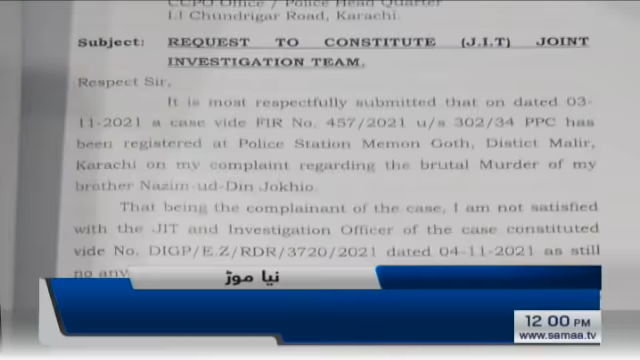 CCPO Office / Police Head Quarter
I.I Chundrigar Road, Karachi.
Subject: REQUEST TO CONSTITUTE (J.I.T) JOINT
INVESTIGATION TEAM.
Respect Sir,
It is most respectfully submitted that on dated 03-
11-2021 a case vide FIR No. 457/2021 u/s 302/34 PPC has
been registered at Police Station Memon Goth, Distict Malir,
Karachi on my complaint regarding the brutal Murder of my
brother Nazim-ud-Din Jokhio.
That being the complainant of the case, I am not satisfied
with the JIT and Investigation Officer of the case constituted
vide No. DIGP/E.Z/RDR/3720/2021 dated 04-11-2021 as still
no any
نیا موڑ
12 00 PM
www.samaa.tv